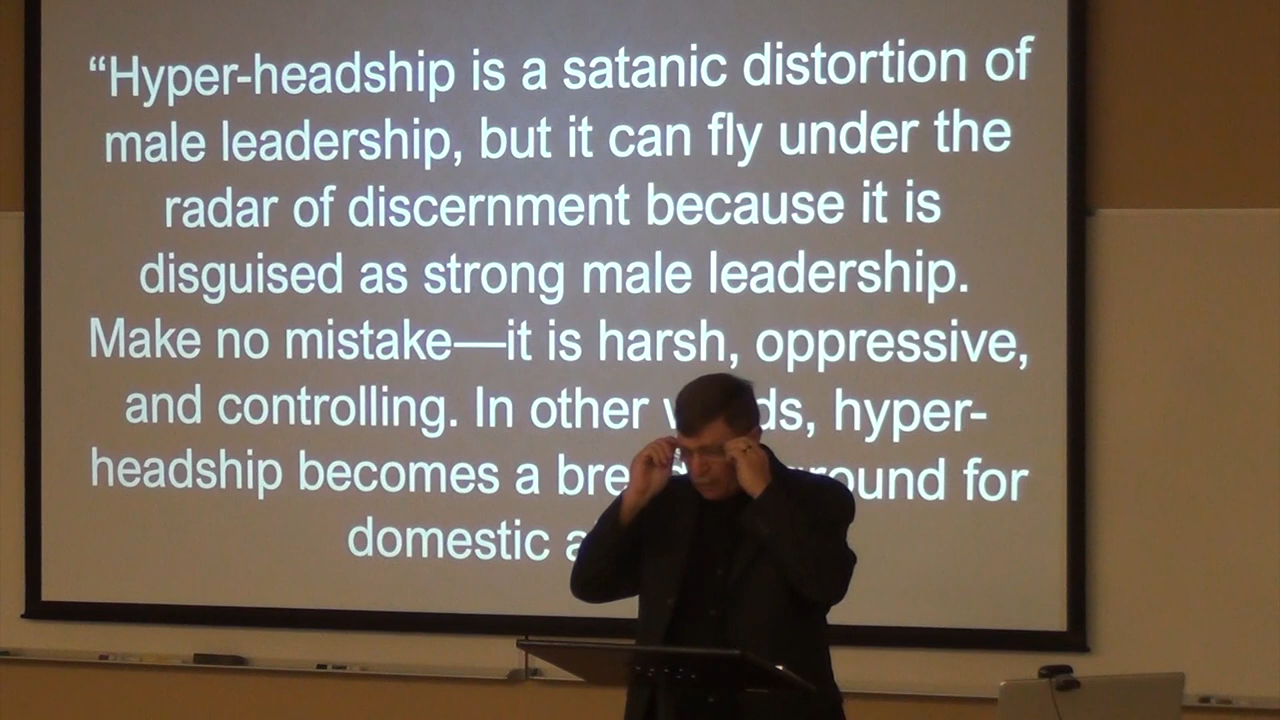 “Hyper-headship is a satanic distortion of
male leadership, but it can fly under the
radar of discernment because it is
disguised as strong male leadership.
Make no mistake—it is harsh, oppressive,
and controlling. In other hyper-
headship becomes a for
domestic